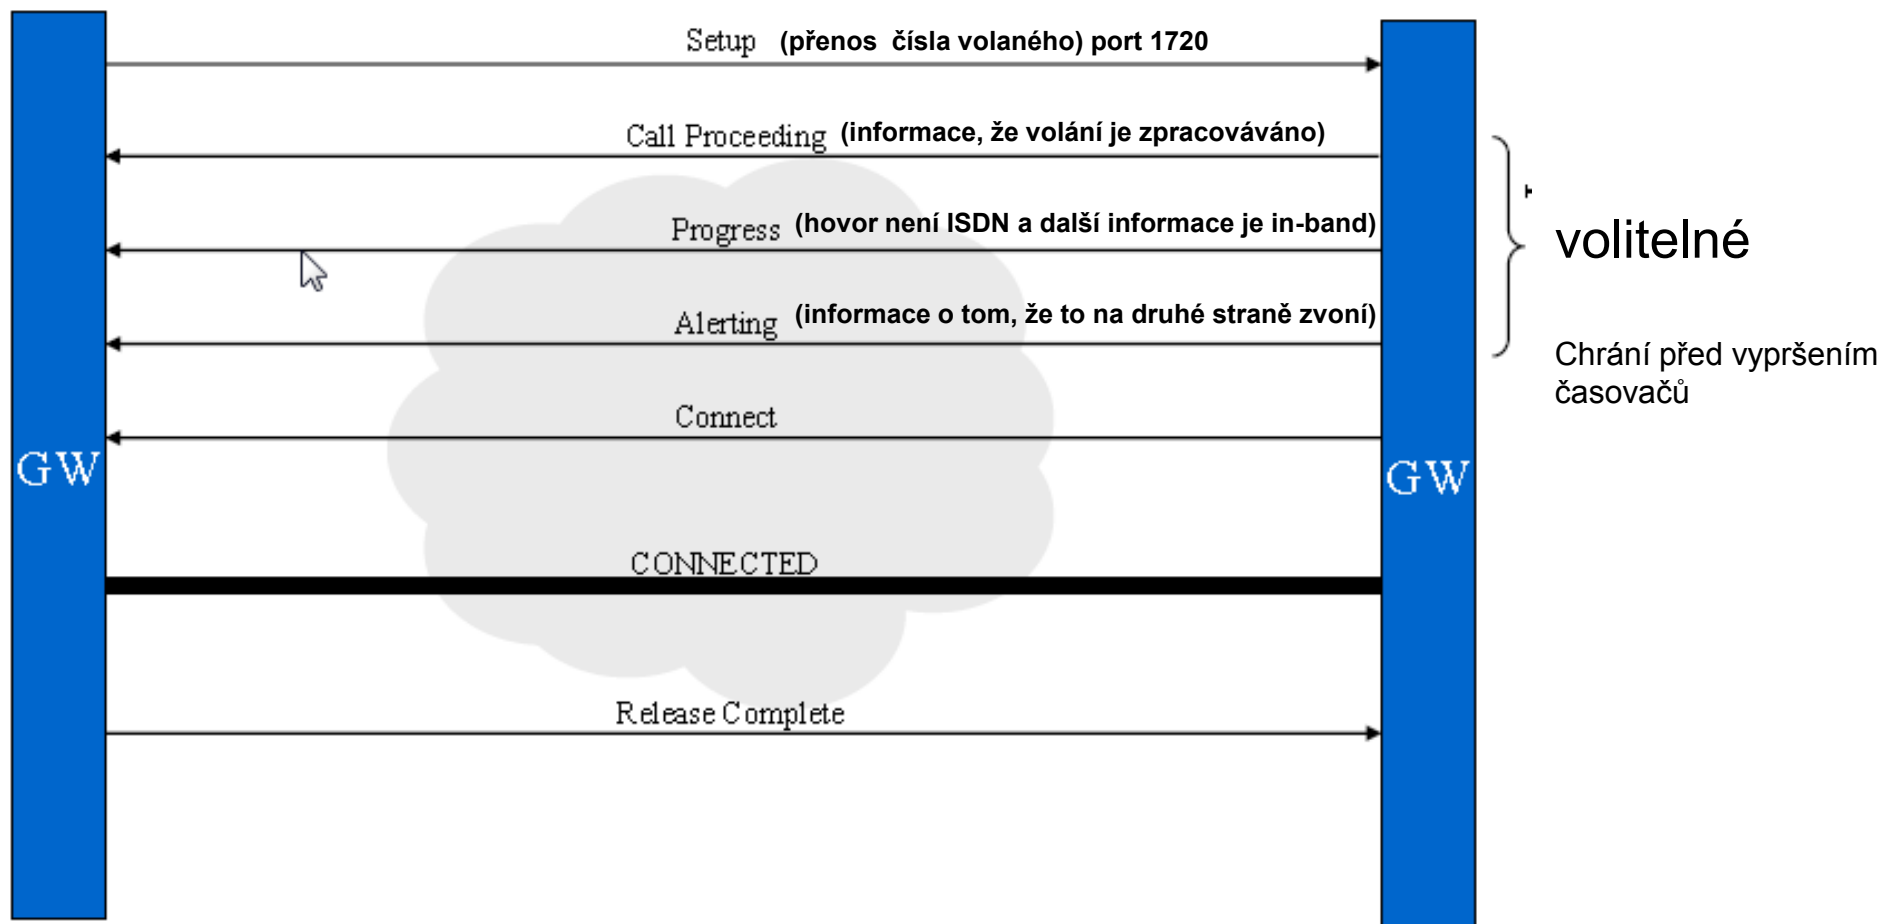 Setup (přenos čísla volaného) port 1720
Call Proceeding (informace, že volání je zpracováváno)
Progress (hovor není ISDN a další informace je in-band)
volitelné
Alerting (informace o tom, že to na druhé straně zvoní)
Chrání před vypršením
časovačů
Connect
GW
GW
CONNECTED
Release Complete